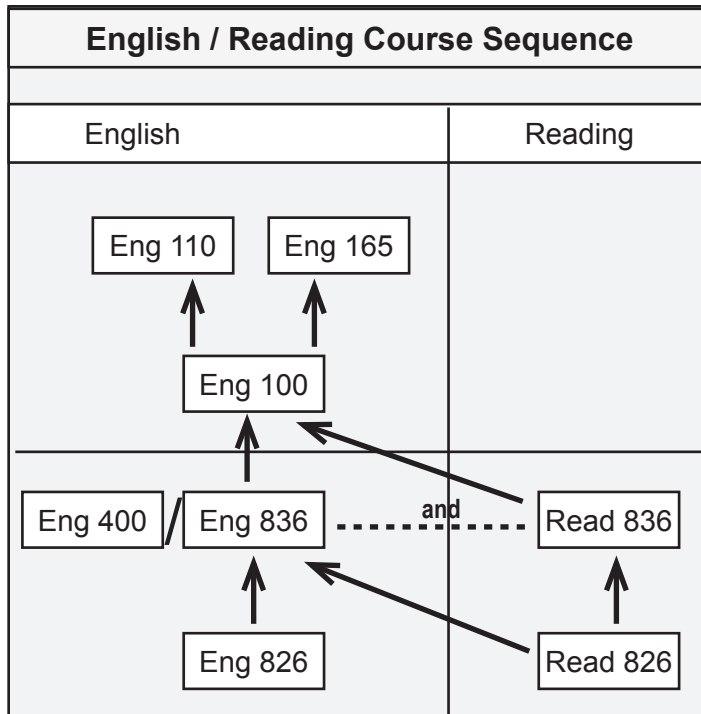 English / Reading Course Sequence
English Reading
Eng 110 Eng 165
Eng 100
Eng 400 / Eng 836 and Read 836
Eng 826 Read 826